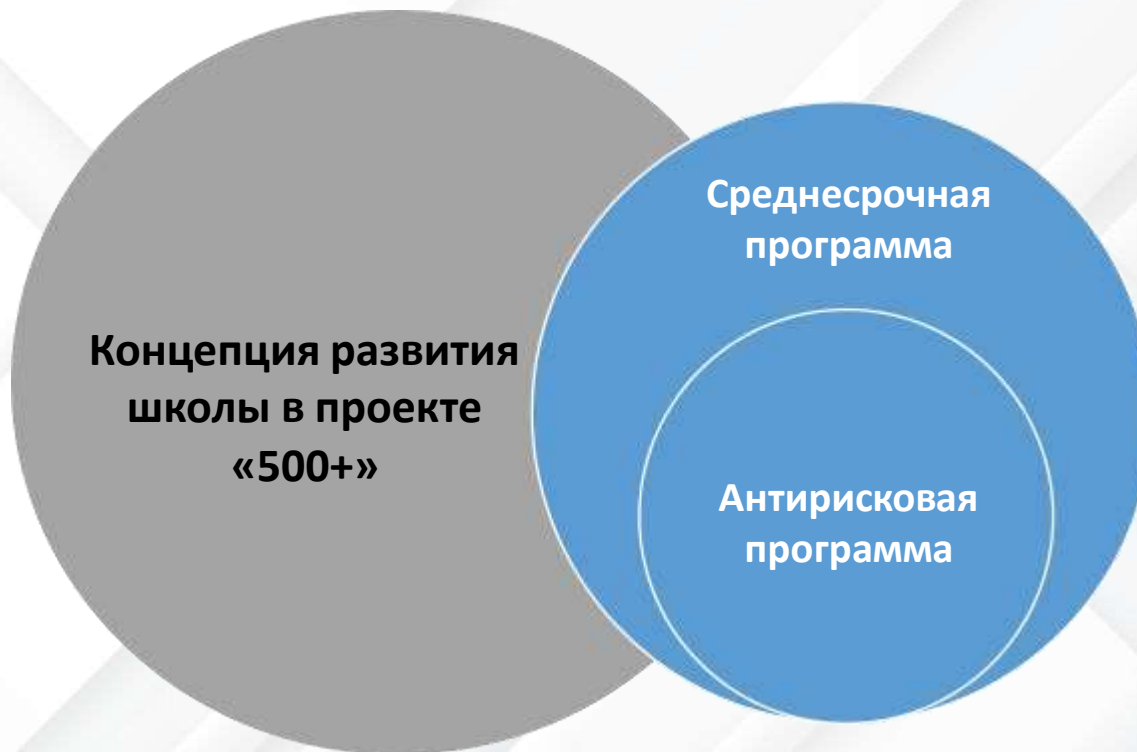 Среднесрочная
программа
Концепция развития
школы в проекте
«500+»
Антирисковая
программа